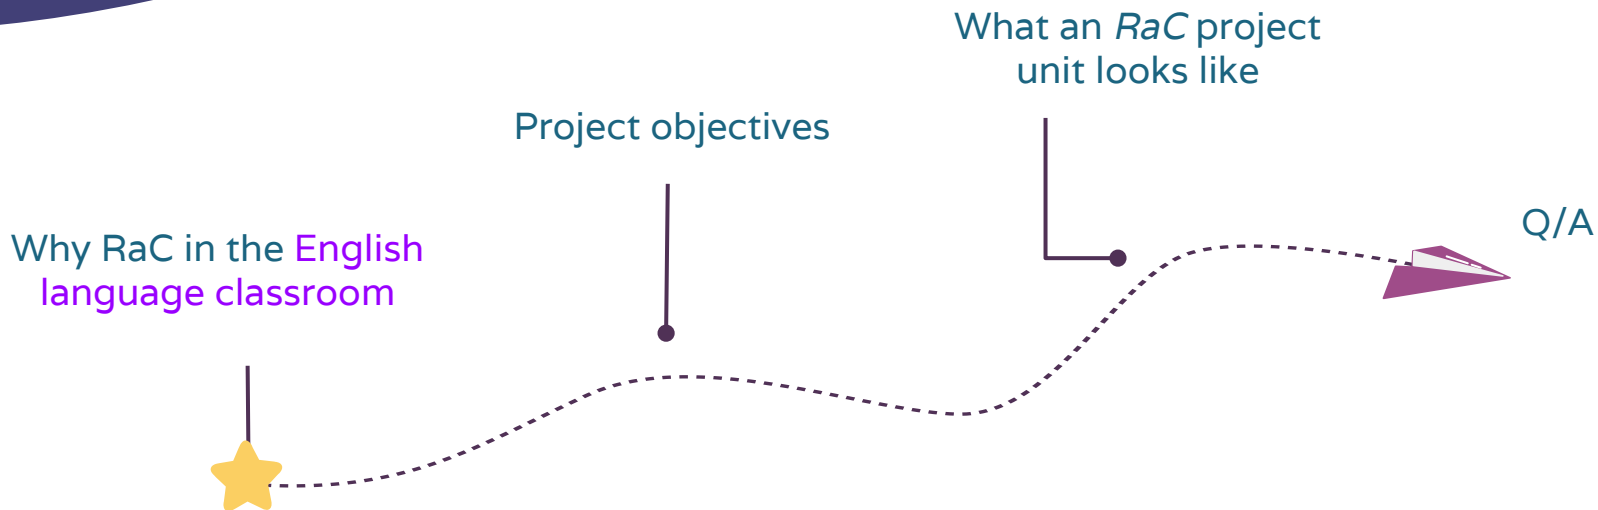 Why RaC in the English
language classroom
Project objectives
What an RaC project
unit looks like
Q/A